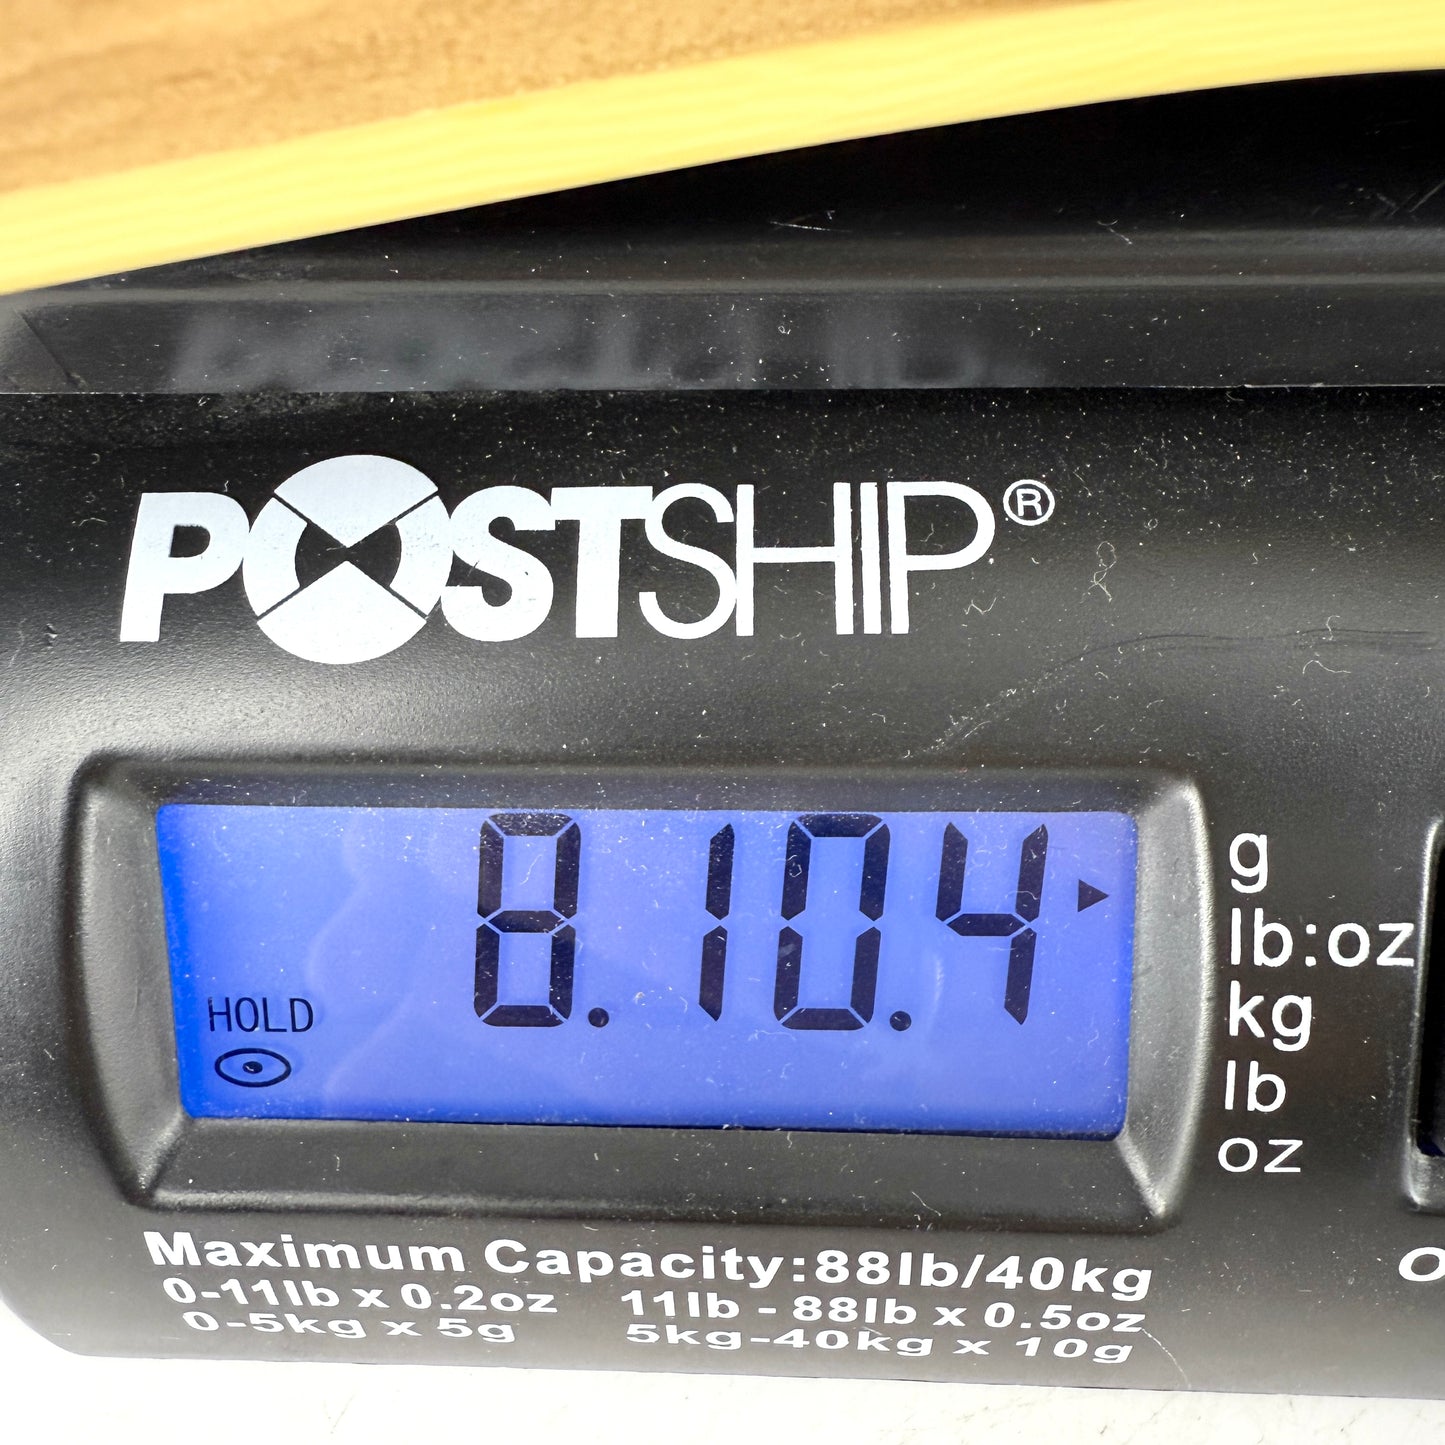 POSTSHIP®
8.10.4
HOLD
g
lb:oz
kg
lb
oz
Maximum Capacity:88lb/40kg
0-11lb x 0.2oz 11lb - 88lb x 0.5oz
0-5kg x 5g 5kg-40kg x 10g